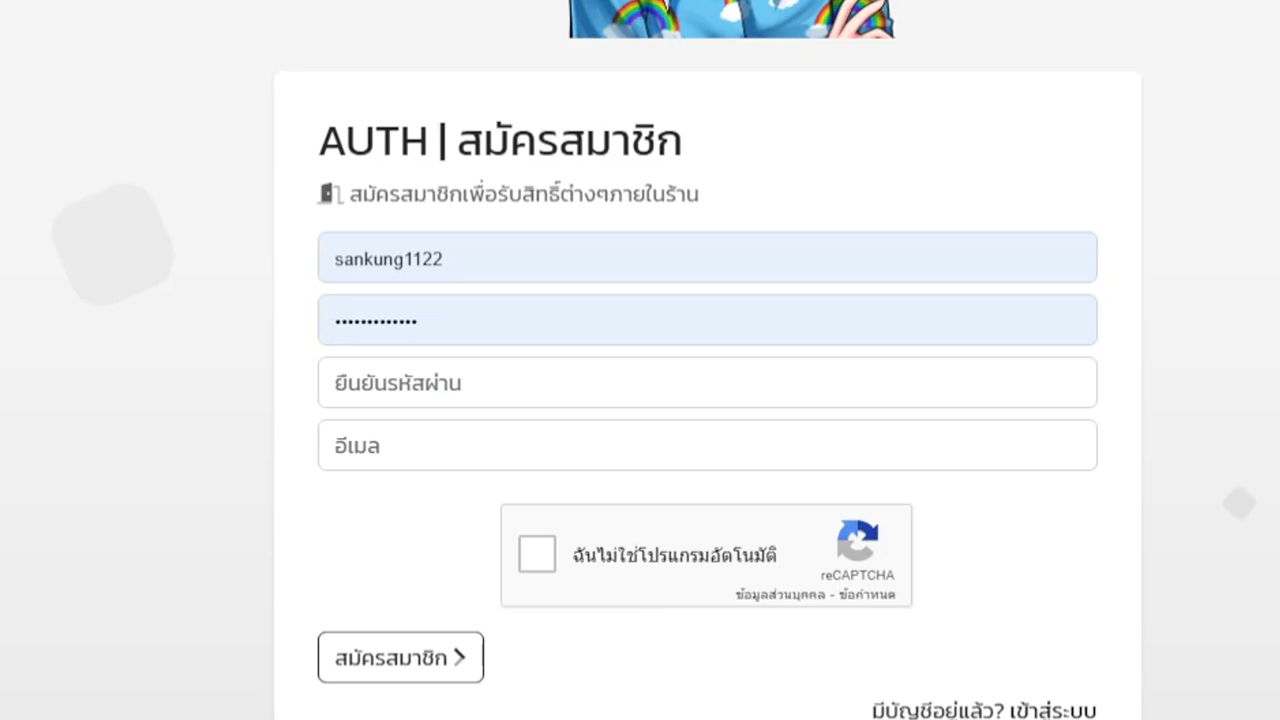 AUTH | สมัครสมาชิก
สมัครสมาชิกเพื่อรับสิทธิ์ต่างๆภายในร้าน
sankung1122
•••••••••••••
ยืนยันรหัสผ่าน
อีเมล
ฉันไม่ใช่โปรแกรมอัตโนมัติ
reCAPTCHA
ข้อมูลส่วนบุคคล - ข้อกำหนด
สมัครสมาชิก
มีบัญชีอยู่แล้ว? เข้าสู่ระบบ